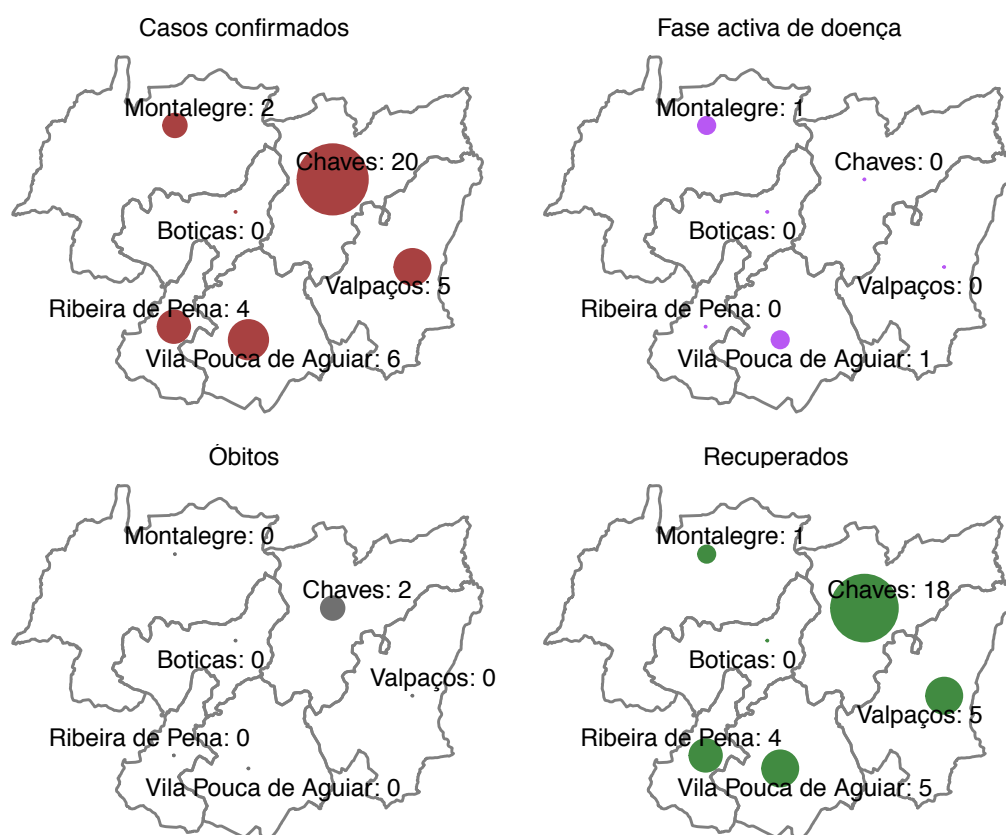 Casos confirmados
Montalegre: 2
Chaves: 20
Boticas: 0
Valpaços: 5
Ribeira de Pena: 4
Vila Pouca de Aguiar: 6
Fase activa de doença
Montalegre: 1
Chaves: 0
Boticas: 0
Valpaços: 0
Ribeira de Pena: 0
Vila Pouca de Aguiar: 1
Óbitos
Montalegre: 0
Chaves: 2
Boticas: 0
Valpaços: 0
Ribeira de Pena: 0
Vila Pouca de Aguiar: 0
Recuperados
Montalegre: 1
Chaves: 18
Boticas: 0
Valpaços: 5
Ribeira de Pena: 4
Vila Pouca de Aguiar: 5